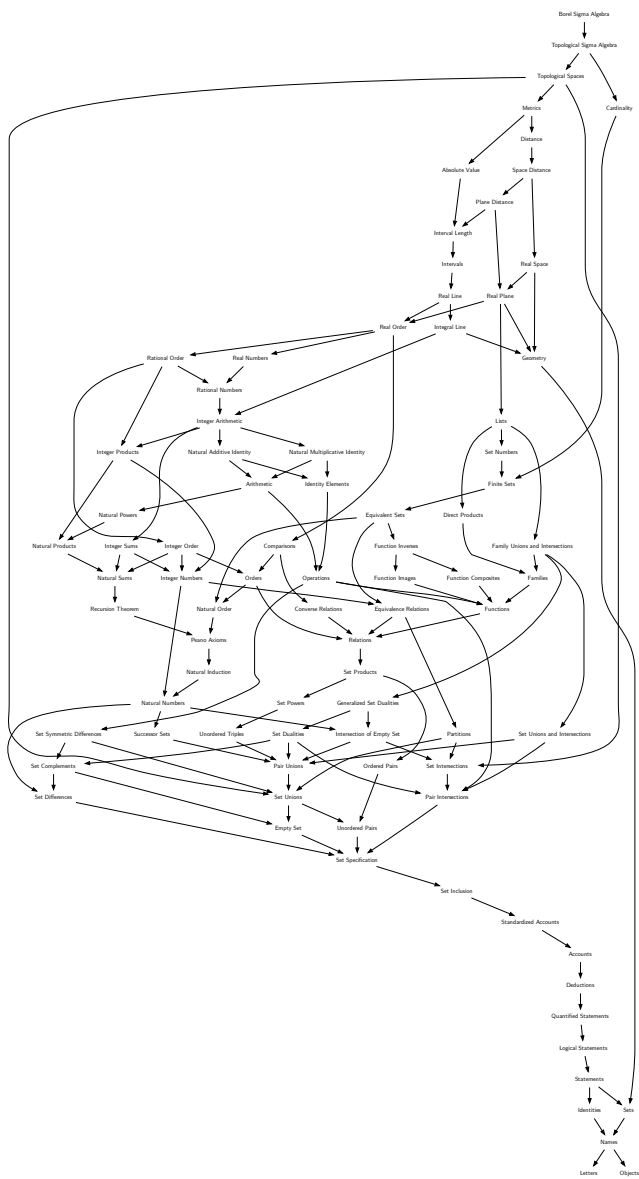 Borel Sigma Algebra
Topological Sigma Algebra
Topological Spaces
Metrics
Cardinality
Distance
Absolute Value
Space Distance
Plane Distance
Interval Length
Intervals
Real Space
Real Line
Real Plane
Real Order
Integral Line
Rational Order
Real Numbers
Geometry
Rational Numbers
Integer Arithmetic
Lists
Integer Products
Natural Additive Identity
Natural Multiplicative Identity
Set Numbers
Arithmetic
Identity Elements
Finite Sets
Natural Powers
Equivalent Sets
Direct Products
Natural Products
Integer Sums
Integer Order
Comparisons
Function Inverses
Family Unions and Intersections
Natural Sums
Integer Numbers
Orders
Operations
Function Images
Function Composites
Families
Recursion Theorem
Natural Order
Converse Relations
Equivalence Relations
Functions
Peano Axioms
Relations
Natural Induction
Set Products
Natural Numbers
Set Powers
Generalized Set Dualities
Set Symmetric Differences
Successor Sets
Unordered Triples
Set Dualities
Intersection of Empty Set
Partitions
Set Unions and Intersections
Set Complements
Pair Unions
Ordered Pairs
Set Intersections
Set Differences
Set Unions
Pair Intersections
Empty Set
Unordered Pairs
Set Specification
Set Inclusion
Standardized Accounts
Accounts
Deductions
Quantified Statements
Logical Statements
Statements
Identities
Sets
Names
Letters
Objects